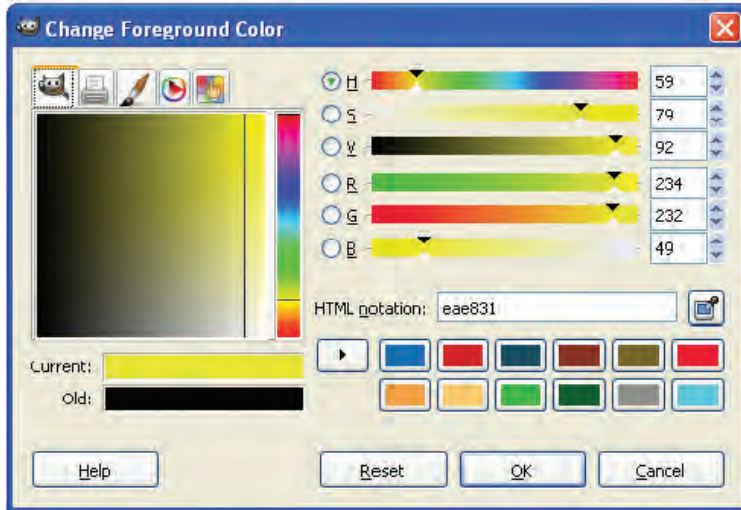 Change Foreground Color
H 59
S 79
V 92
R 234
G 232
B 49
HTML notation: eae831
Current:
Old:
Help Reset OK Cancel